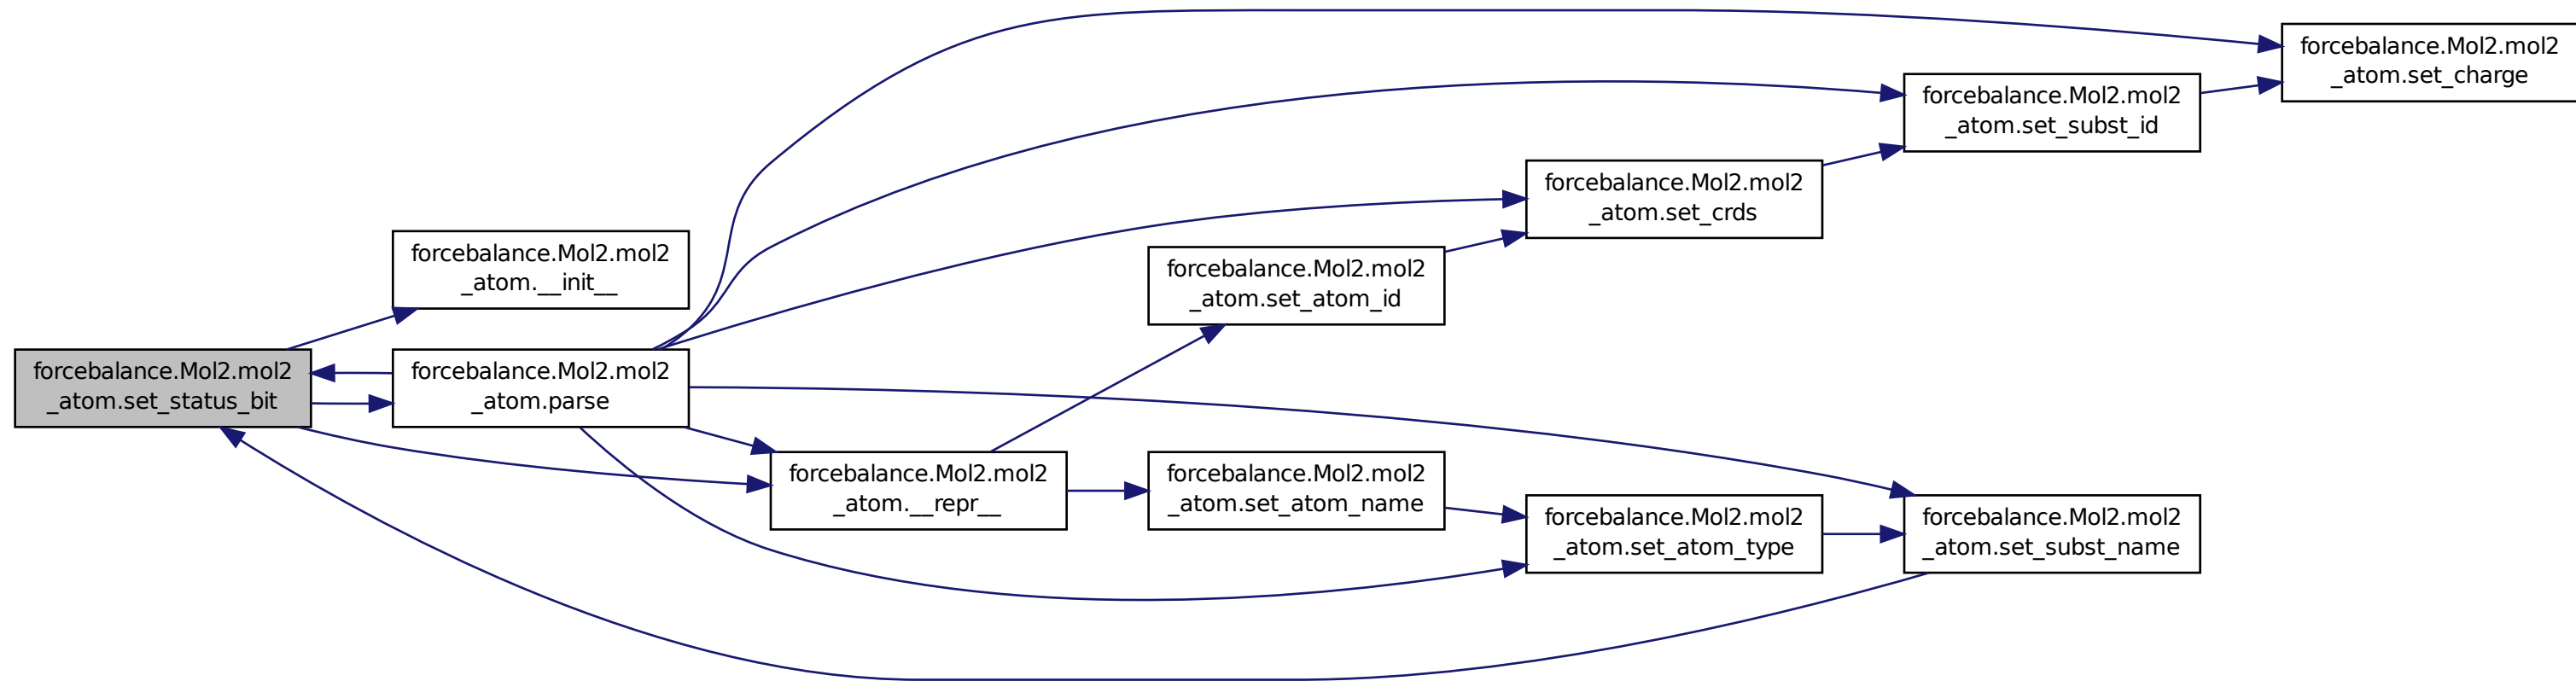 forcebalance.Mol2.mol2
_atom.set_charge
forcebalance.Mol2.mol2
_atom.set_subst_id
forcebalance.Mol2.mol2
_atom.set_crds
forcebalance.Mol2.mol2
_atom.__init__
forcebalance.Mol2.mol2
_atom.set_atom_id
forcebalance.Mol2.mol2
_atom.set_status_bit
forcebalance.Mol2.mol2
_atom.parse
forcebalance.Mol2.mol2
_atom.__repr__
forcebalance.Mol2.mol2
_atom.set_atom_name
forcebalance.Mol2.mol2
_atom.set_atom_type
forcebalance.Mol2.mol2
_atom.set_subst_name